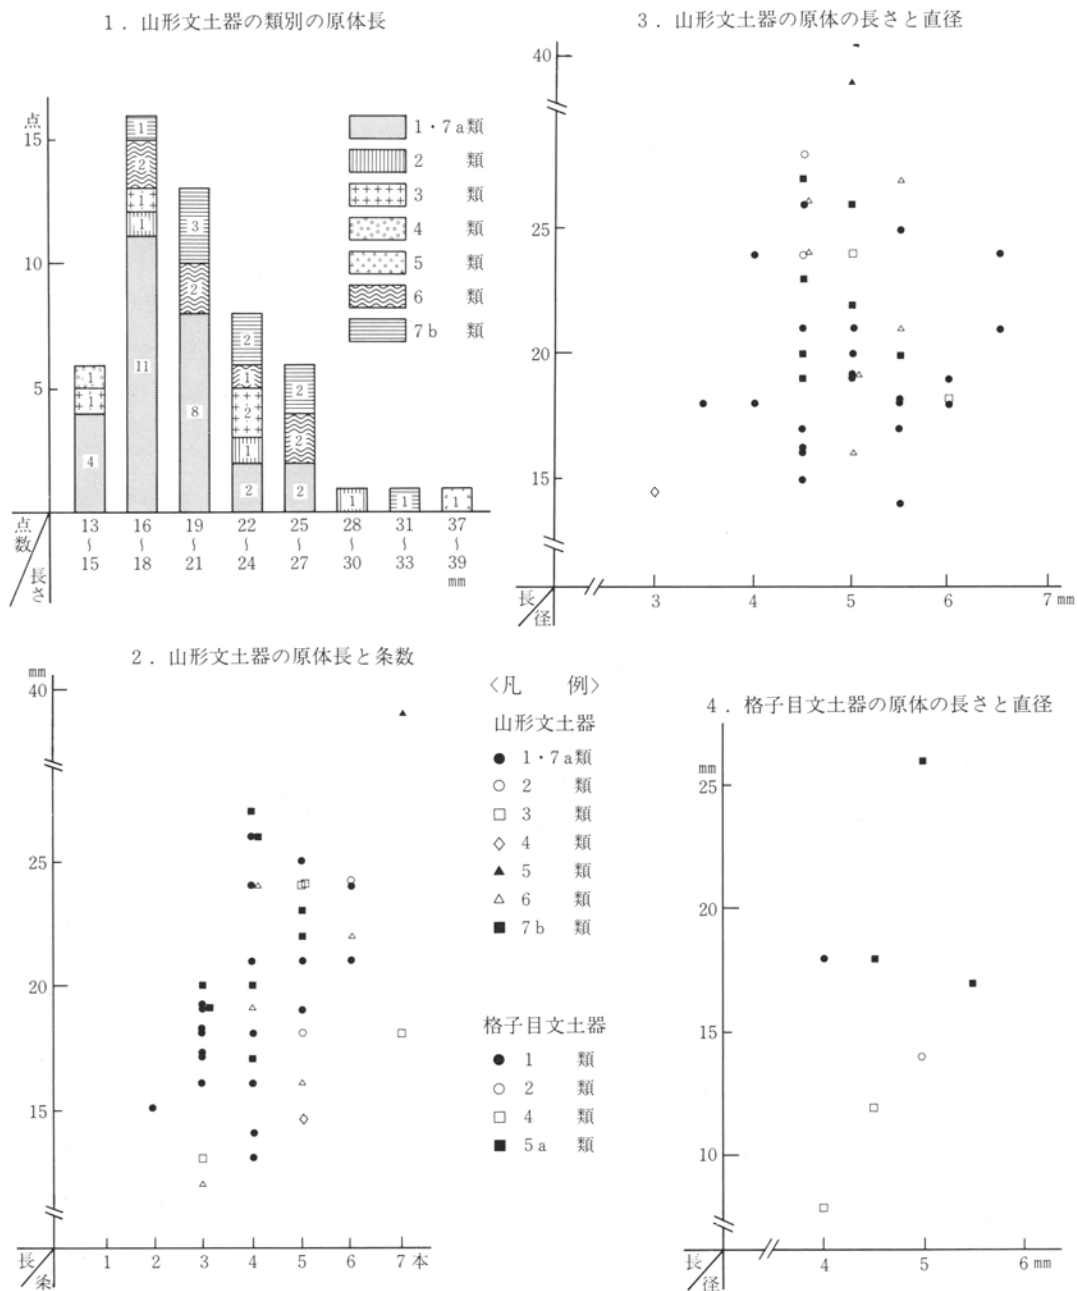 1．山形文土器の類別の原体長
点
15
10
5
1・7a類
2 類
3 類
4 類
5 類
6 類
7b 類
1
2
1
1
11
3
2
8
1
1
4
2
1
2
1
2
2
2
2
1
1
1
点数
長さ
13〜15
16〜18
19〜21
22〜24
25〜27
28〜30
31〜33
37〜39
mm
3．山形文土器の原体の長さと直径
40
25
20
15
長
径
3 4 5 6 7 mm
2．山形文土器の原体長と条数
mm
40
25
20
15
長
条
1 2 3 4 5 6 7本
〈凡 例〉
山形文土器
1・7a類
2 類
3 類
4 類
5 類
6 類
7b 類
格子目文土器
1 類
2 類
4 類
5a 類
4．格子目文土器の原体の長さと直径
mm
25
20
15
10
長
径
4 5 6 mm